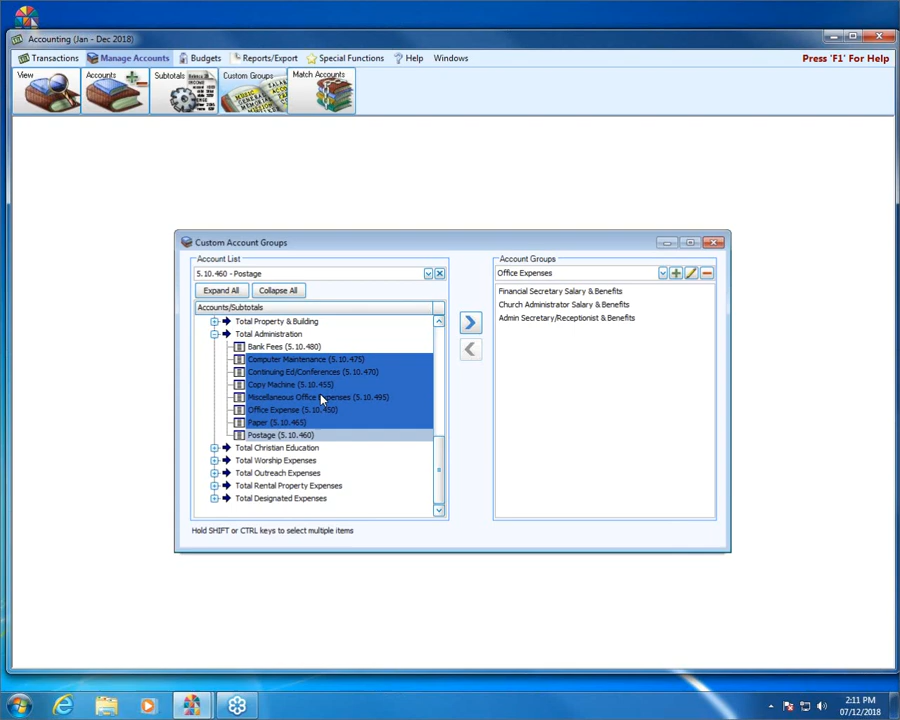 Accounting (Jan - Dec 2018)
Transactions Manage Accounts Budgets Reports/Export Special Functions Help Windows Press 'F1' For Help
View Accounts Subtotals Custom Groups Match Accounts
Custom Account Groups
Account List
5.10.460 - Postage
Expand All Collapse All
Accounts/Subtotals
Total Property & Building
Total Administration
Bank Fees (5.10.480)
Computer Maintenance (5.10.475)
Continuing Ed/Conferences (5.10.470)
Copy Machine (5.10.455)
Miscellaneous Office Expenses (5.10.495)
Office Expense (5.10.450)
Paper (5.10.465)
Postage (5.10.460)
Total Christian Education
Total Worship Expenses
Total Outreach Expenses
Total Rental Property Expenses
Total Designated Expenses
Hold SHIFT or CTRL keys to select multiple items
Account Groups
Office Expenses
Financial Secretary Salary & Benefits
Church Administrator Salary & Benefits
Admin Secretary/Receptionist & Benefits
2:11 PM
07/12/2018